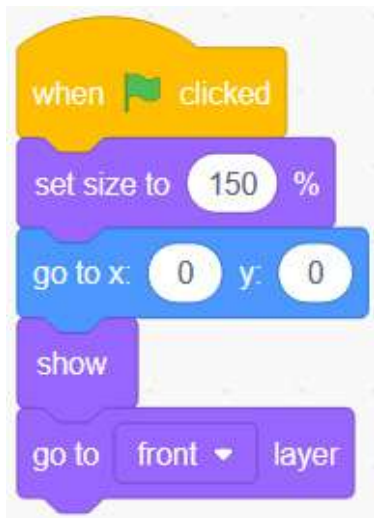 when clicked
set size to 150 %
go to x: 0 y: 0
show
go to front layer